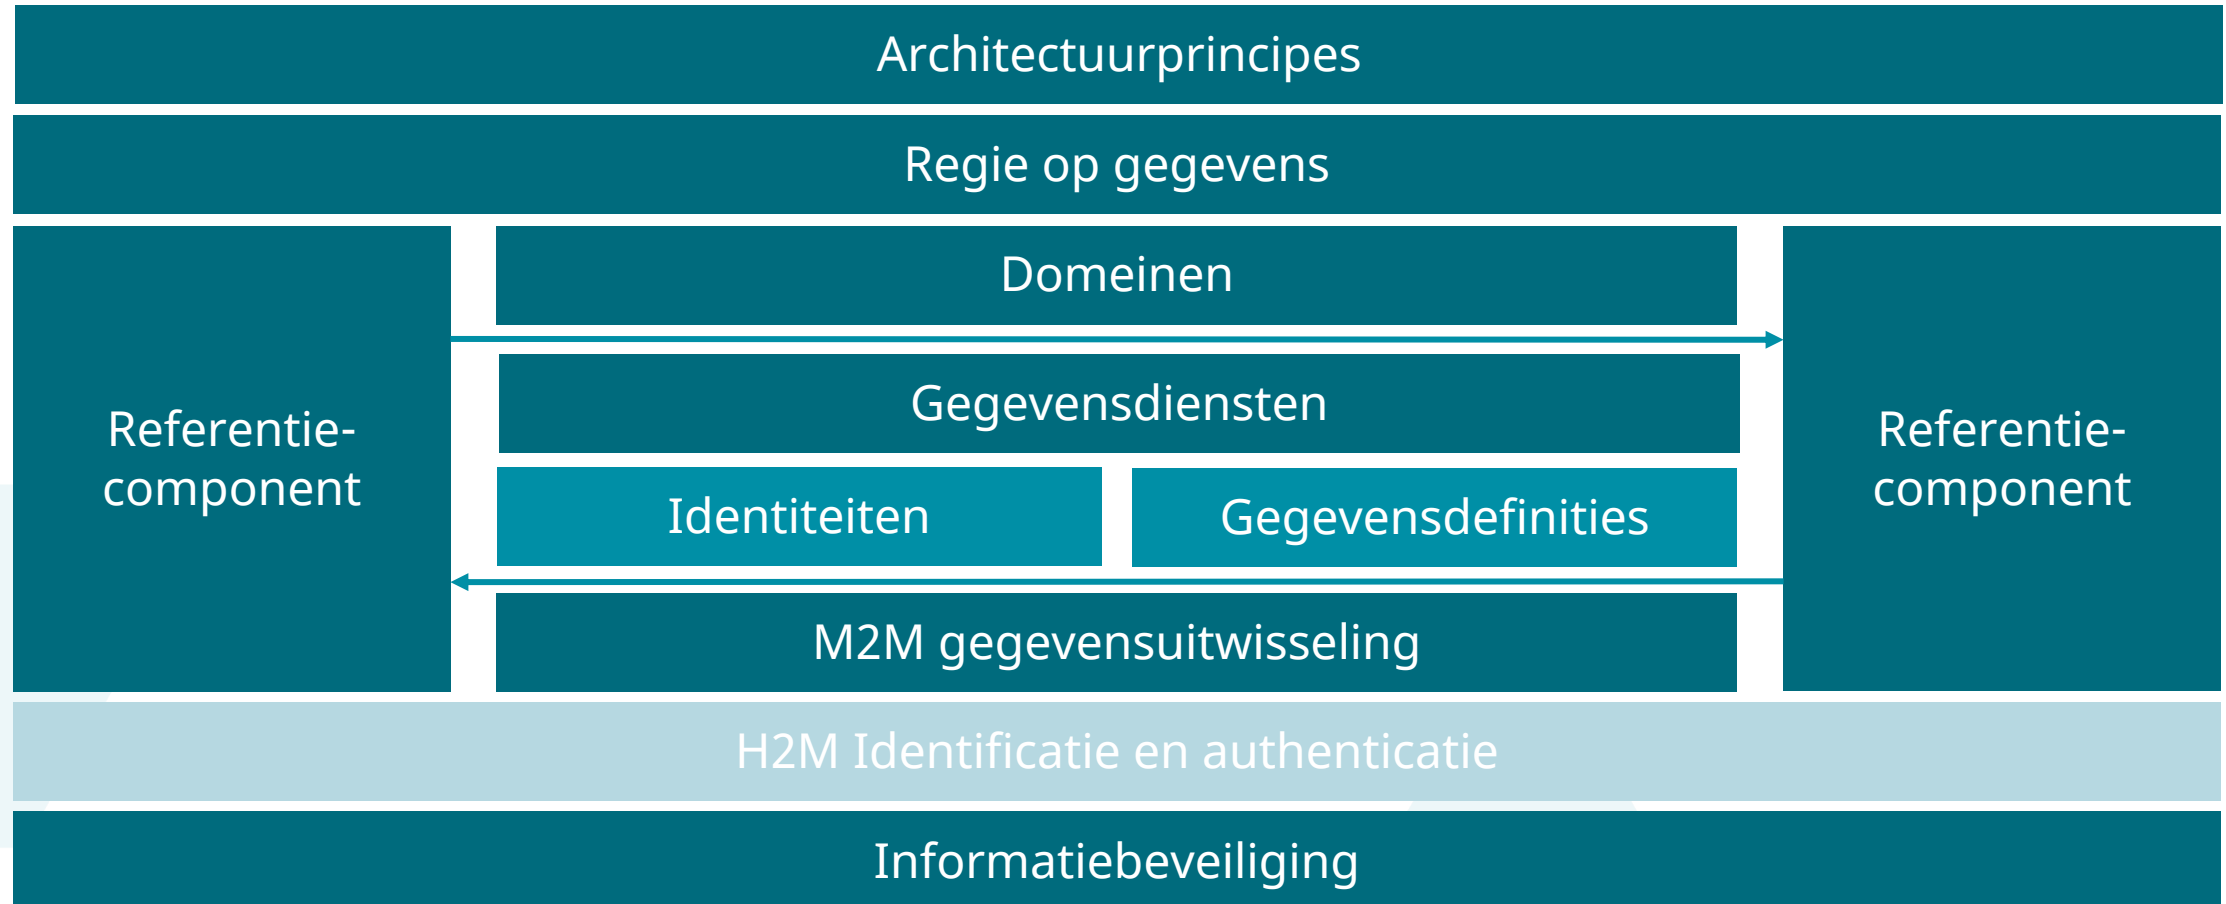 Architectuurprincipes
Regie op gegevens
Domeinen
Referentie-
component
Gegevensdiensten
Identiteiten
Gegevensdefinities
M2M gegevensuitwisseling
Referentie-
component
H2M Identificatie en authenticatie
Informatiebeveiliging